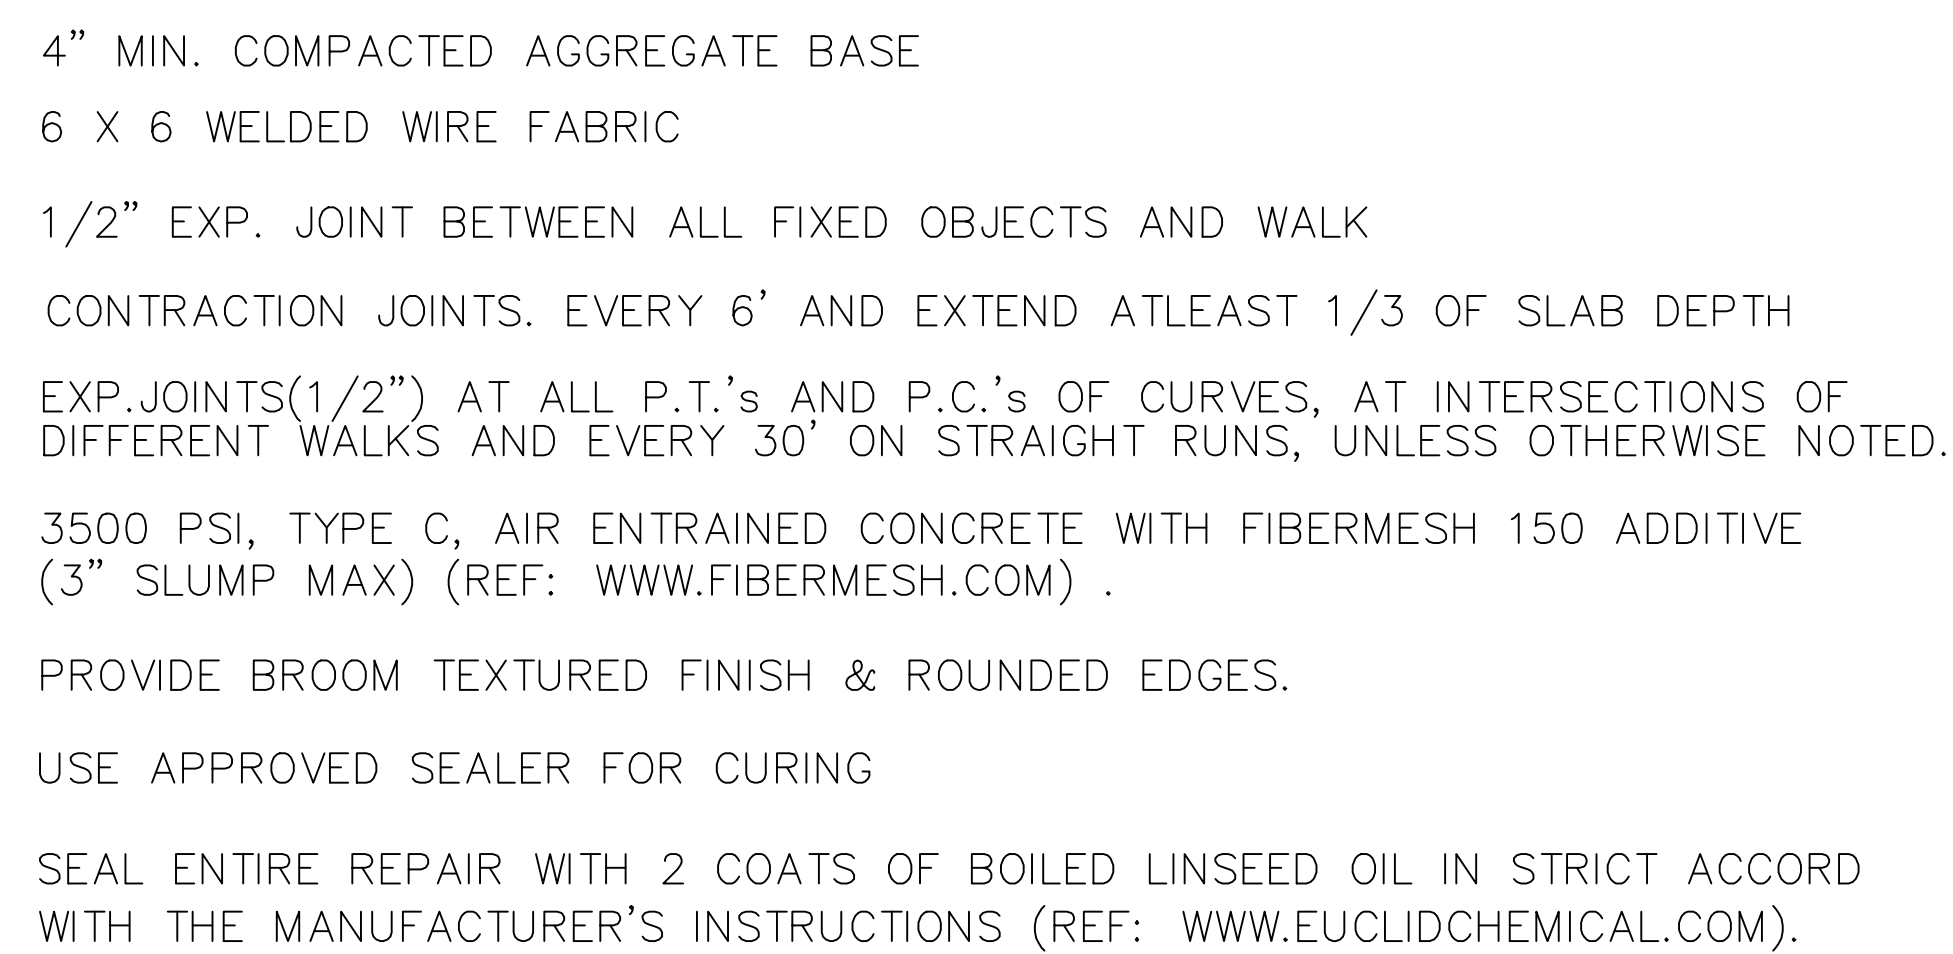 4” MIN. COMPACTED AGGREGATE BASE
6 X 6 WELDED WIRE FABRIC
1/2” EXP. JOINT BETWEEN ALL FIXED OBJECTS AND WALK
CONTRACTION JOINTS. EVERY 6’ AND EXTEND ATLEAST 1/3 OF SLAB DEPTH
EXP.JOINTS(1/2”) AT ALL P.T.’s AND P.C.’s OF CURVES, AT INTERSECTIONS OF
DIFFERENT WALKS AND EVERY 30’ ON STRAIGHT RUNS, UNLESS OTHERWISE NOTED.
3500 PSI, TYPE C, AIR ENTRAINED CONCRETE WITH FIBERMESH 150 ADDITIVE
(3” SLUMP MAX) (REF: WWW.FIBERMESH.COM) .
PROVIDE BROOM TEXTURED FINISH & ROUNDED EDGES.
USE APPROVED SEALER FOR CURING
SEAL ENTIRE REPAIR WITH 2 COATS OF BOILED LINSEED OIL IN STRICT ACCORD
WITH THE MANUFACTURER’S INSTRUCTIONS (REF: WWW.EUCLIDCHEMICAL.COM).